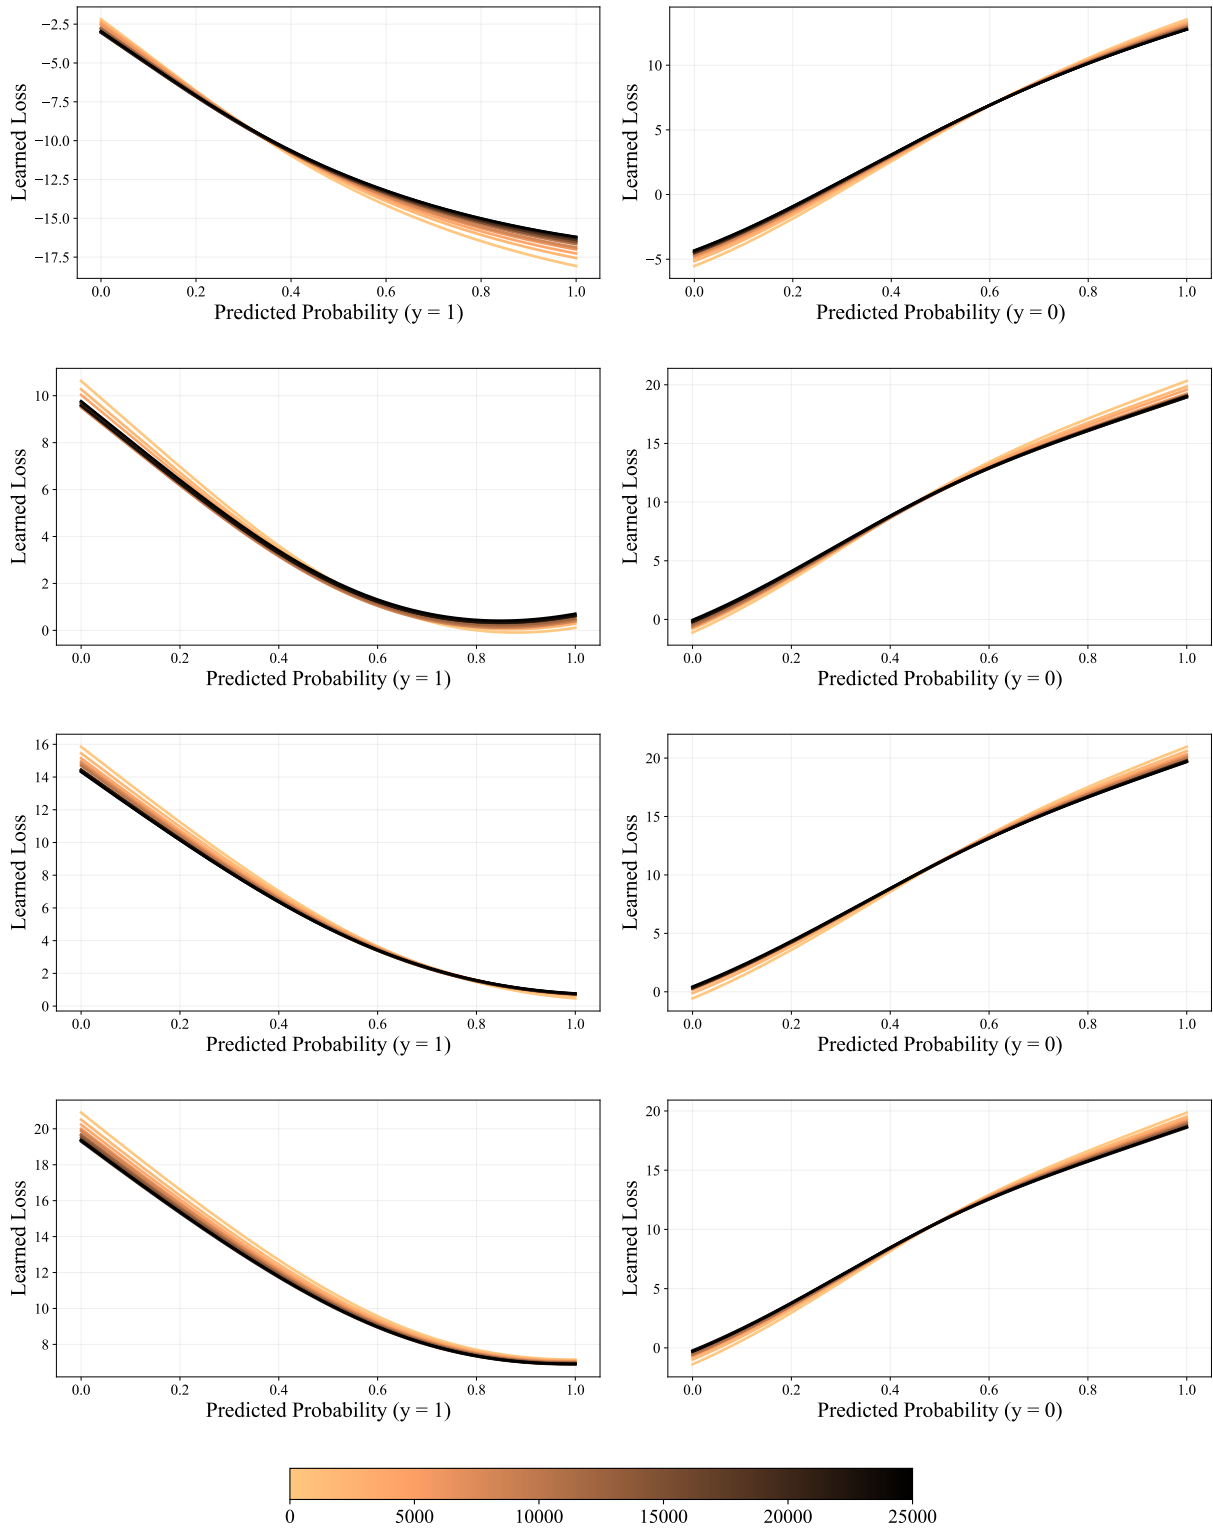 −2.5
−5.0
−7.5
−10.0
−12.5
−15.0
−17.5
Learned Loss
0.0 0.2 0.4 0.6 0.8 1.0
Predicted Probability (y = 1)
10
5
0
−5
Learned Loss
0.0 0.2 0.4 0.6 0.8 1.0
Predicted Probability (y = 0)
10
8
6
4
2
0
Learned Loss
0.0 0.2 0.4 0.6 0.8 1.0
Predicted Probability (y = 1)
20
15
10
5
0
Learned Loss
0.0 0.2 0.4 0.6 0.8 1.0
Predicted Probability (y = 0)
16
14
12
10
8
6
4
2
0
Learned Loss
0.0 0.2 0.4 0.6 0.8 1.0
Predicted Probability (y = 1)
20
15
10
5
0
Learned Loss
0.0 0.2 0.4 0.6 0.8 1.0
Predicted Probability (y = 0)
20
18
16
14
12
10
8
Learned Loss
0.0 0.2 0.4 0.6 0.8 1.0
Predicted Probability (y = 1)
20
15
10
5
0
Learned Loss
0.0 0.2 0.4 0.6 0.8 1.0
Predicted Probability (y = 0)
0 5000 10000 15000 20000 25000